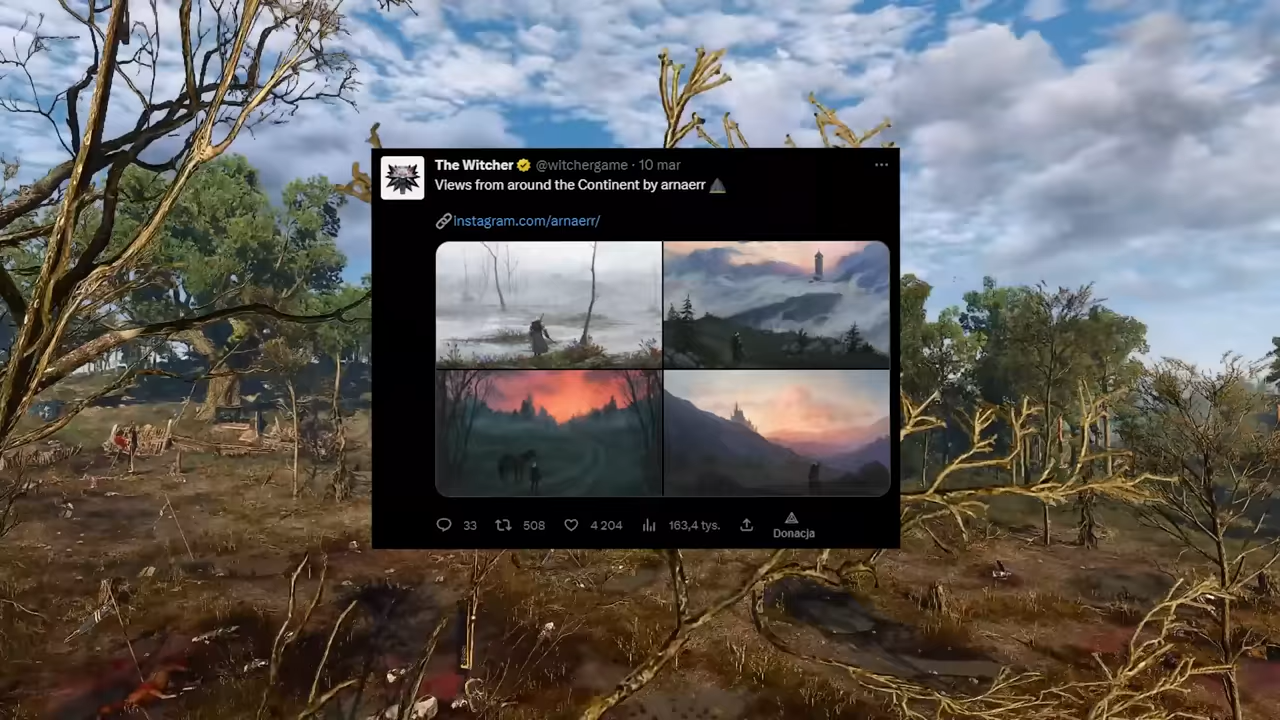 The Witcher @witchergame · 10 mar
Views from around the Continent by arnaerr
instagram.com/arnaerr/
33 508 4 204 163,4 tys.
Donacja